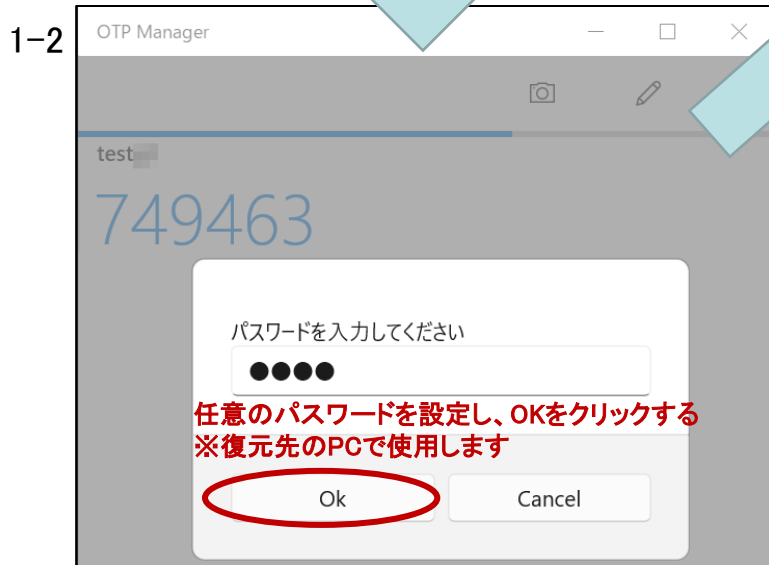 1-2
OTP Manager
test
749463
パスワードを入力してください
●●●●
任意のパスワードを設定し、OKをクリックする
※復元先のPCで使用します
Ok
Cancel